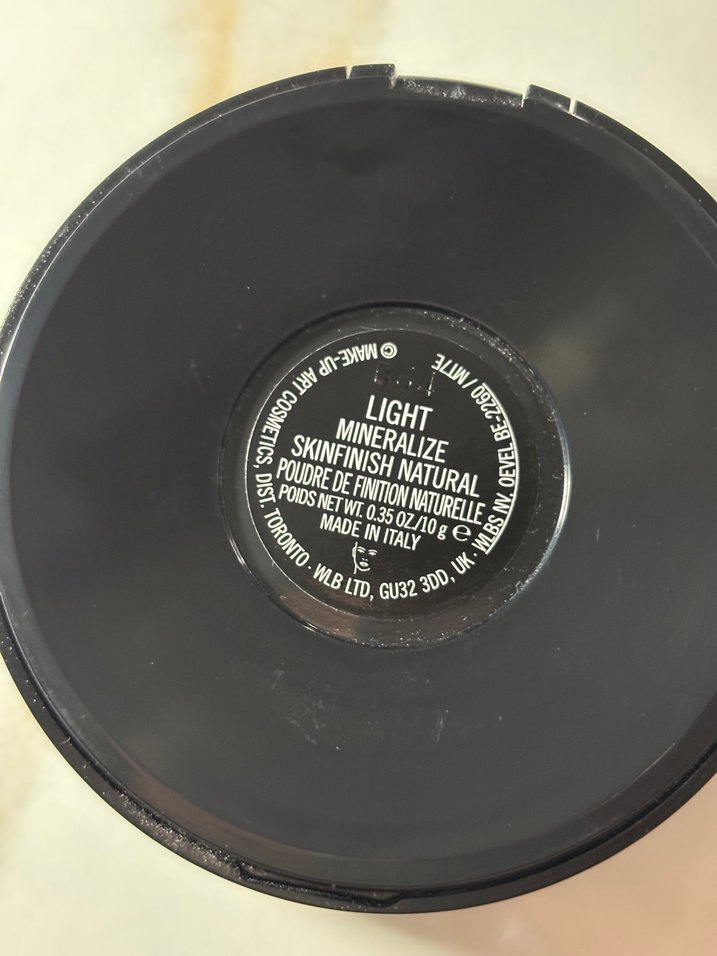 LIGHT
MINERALIZE
SKINFINISH NATURAL
POUDRE DE FINITION NATURELLE
POIDS NET WT. 0.35 OZ./10 g ℮
MADE IN ITALY
© MAKE-UP ART COSMETICS, DIST. TORONTO · WLB LTD, GU32 3DD, UK · WLBS NV. OEVEL BE-2260 / MT7E